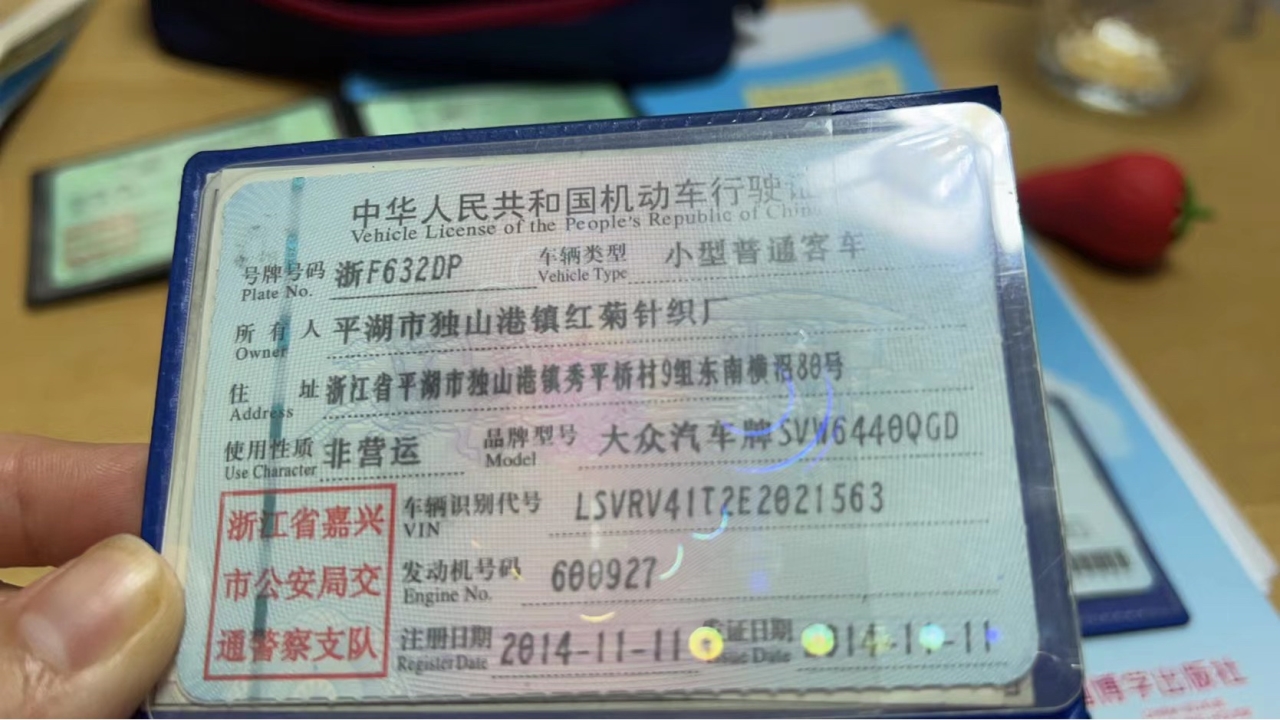 中华人民共和国机动车行驶证
Vehicle License of the People's Republic of China
号牌号码 浙F632DP 车辆类型 小型普通客车
Plate No. Vehicle Type
所有人 平湖市独山港镇红菊针织厂
Owner
住址 浙江省平湖市独山港镇秀平桥村9组东南横沼80号
Address
使用性质 非营运 品牌型号 大众汽车牌SVW6440QGD
Use Character Model
浙江省嘉兴
市公安局交
通警察支队
车辆识别代号 LSVRV41T2E2021563
VIN
发动机号码 600927
Engine No.
注册日期 2014-11-11 发证日期 2014-11-11
Register Date Issue Date
博学出版社